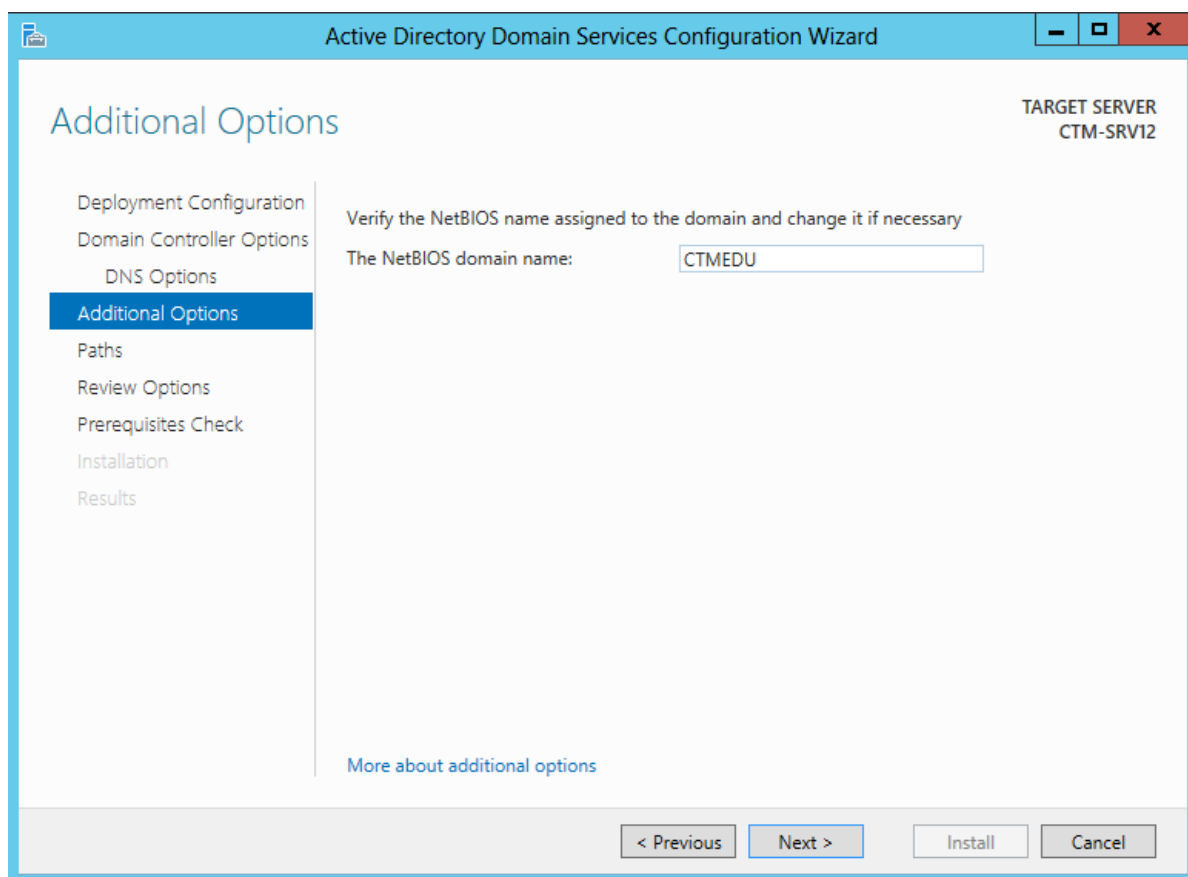 Active Directory Domain Services Configuration Wizard
Additional Options
TARGET SERVER
CTM-SRV12
Deployment Configuration
Domain Controller Options
DNS Options
Additional Options
Paths
Review Options
Prerequisites Check
Installation
Results
Verify the NetBIOS name assigned to the domain and change it if necessary
The NetBIOS domain name: CTMEDU
More about additional options
< Previous Next > Install Cancel